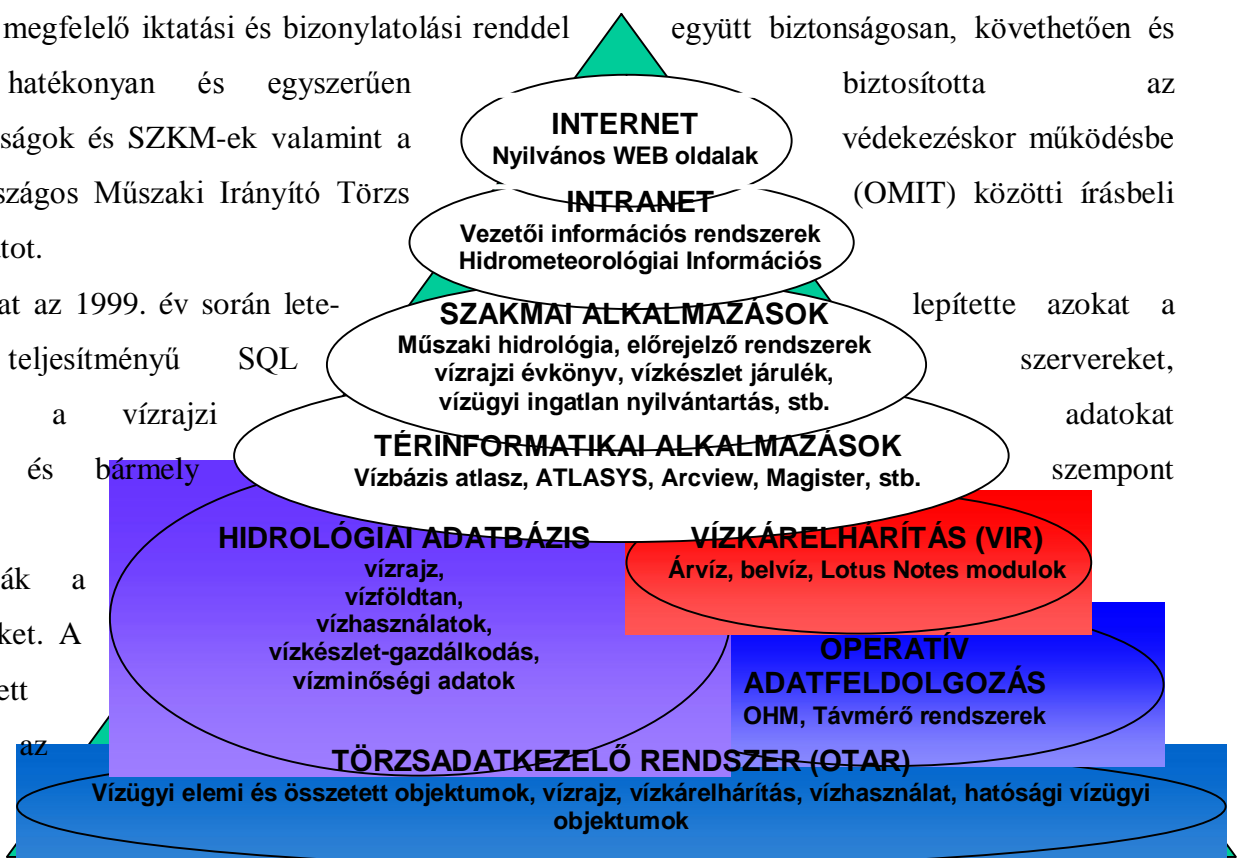 megfelelő iktatási és bizonylatolási renddel együtt biztonságosan, követhetően és
hatékonyan és egyszerűen biztosította az
ságok és SZKM-ek valamint a védekezéskor működésbe
szágos Műszaki Irányító Törzs (OMIT) közötti írásbeli
tot.
at az 1999. év során lete- lepítette azokat a
teljesítményű SQL szervereket,
a vízrajzi adatokat
és bármely szempont
ák a
ket. A
ett
az
INTERNET
Nyilvános WEB oldalak
INTRANET
Vezetői információs rendszerek
Hidrometeorológiai Információs
SZAKMAI ALKALMAZÁSOK
Műszaki hidrológia, előrejelző rendszerek
vízrajzi évkönyv, vízkészlet járulék,
vízügyi ingatlan nyilvántartás, stb.
TÉRINFORMATIKAI ALKALMAZÁSOK
Vízbázis atlasz, ATLASYS, Arcview, Magister, stb.
HIDROLÓGIAI ADATBÁZIS
vízrajz,
vízföldtan,
vízhasználatok,
vízkészlet-gazdálkodás,
vízminőségi adatok
VÍZKÁRELHÁRÍTÁS (VIR)
Árvíz, belvíz, Lotus Notes modulok
OPERATÍV
ADATFELDOLGOZÁS
OHM, Távmérő rendszerek
TÖRZSADATKEZELŐ RENDSZER (OTAR)
Vízügyi elemi és összetett objektumok, vízrajz, vízkárelhárítás, vízhasználat, hatósági vízügyi
objektumok